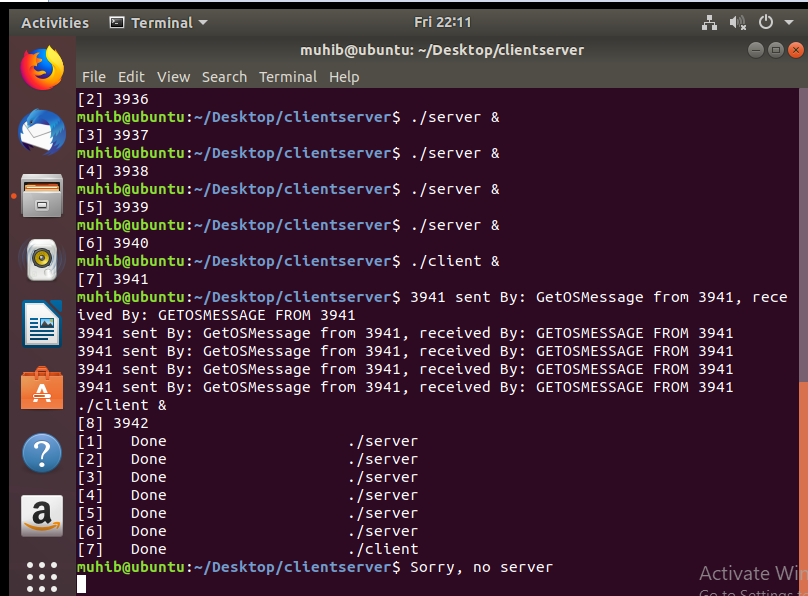 Activities Terminal Fri 22:11
muhib@ubuntu: ~/Desktop/clientserver
File Edit View Search Terminal Help
[2] 3936
muhib@ubuntu:~/Desktop/clientserver$ ./server &
[3] 3937
muhib@ubuntu:~/Desktop/clientserver$ ./server &
[4] 3938
muhib@ubuntu:~/Desktop/clientserver$ ./server &
[5] 3939
muhib@ubuntu:~/Desktop/clientserver$ ./server &
[6] 3940
muhib@ubuntu:~/Desktop/clientserver$ ./client &
[7] 3941
muhib@ubuntu:~/Desktop/clientserver$ 3941 sent By: GetOSMessage from 3941, rece
ived By: GETOSMESSAGE FROM 3941
3941 sent By: GetOSMessage from 3941, received By: GETOSMESSAGE FROM 3941
3941 sent By: GetOSMessage from 3941, received By: GETOSMESSAGE FROM 3941
3941 sent By: GetOSMessage from 3941, received By: GETOSMESSAGE FROM 3941
3941 sent By: GetOSMessage from 3941, received By: GETOSMESSAGE FROM 3941
./client &
[8] 3942
[1]   Done                    ./server
[2]   Done                    ./server
[3]   Done                    ./server
[4]   Done                    ./server
[5]   Done                    ./server
[6]   Done                    ./server
[7]   Done                    ./client
muhib@ubuntu:~/Desktop/clientserver$ Sorry, no server
Activate Win
Go to Settings